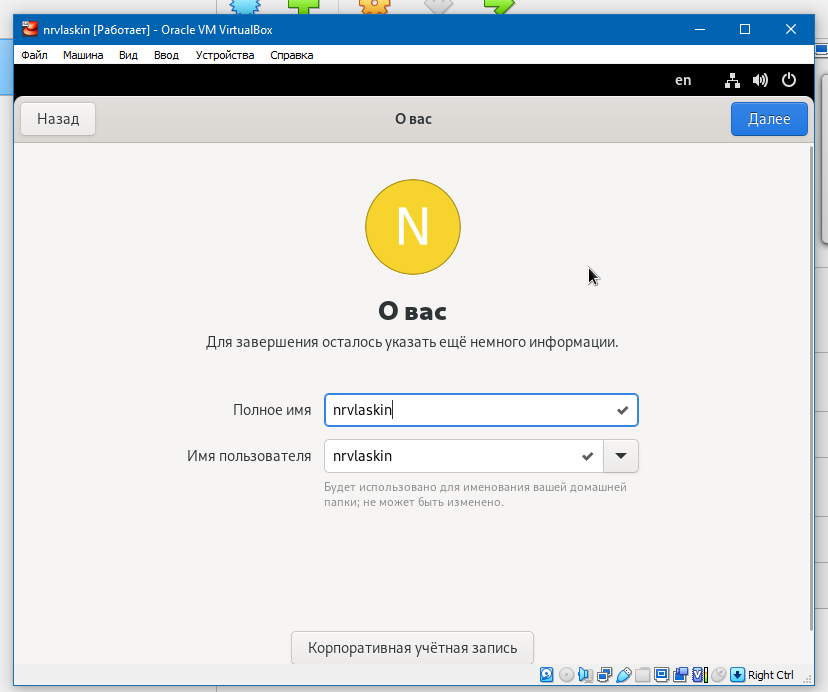 nrvlaskin [Работает] - Oracle VM VirtualBox
Файл Машина Вид Ввод Устройства Справка
en
Назад О вас Далее
N
О вас
Для завершения осталось указать ещё немного информации.
Полное имя nrvlaskin
Имя пользователя nrvlaskin
Будет использовано для именования вашей домашней
папки; не может быть изменено.
Корпоративная учётная запись
Right Ctrl